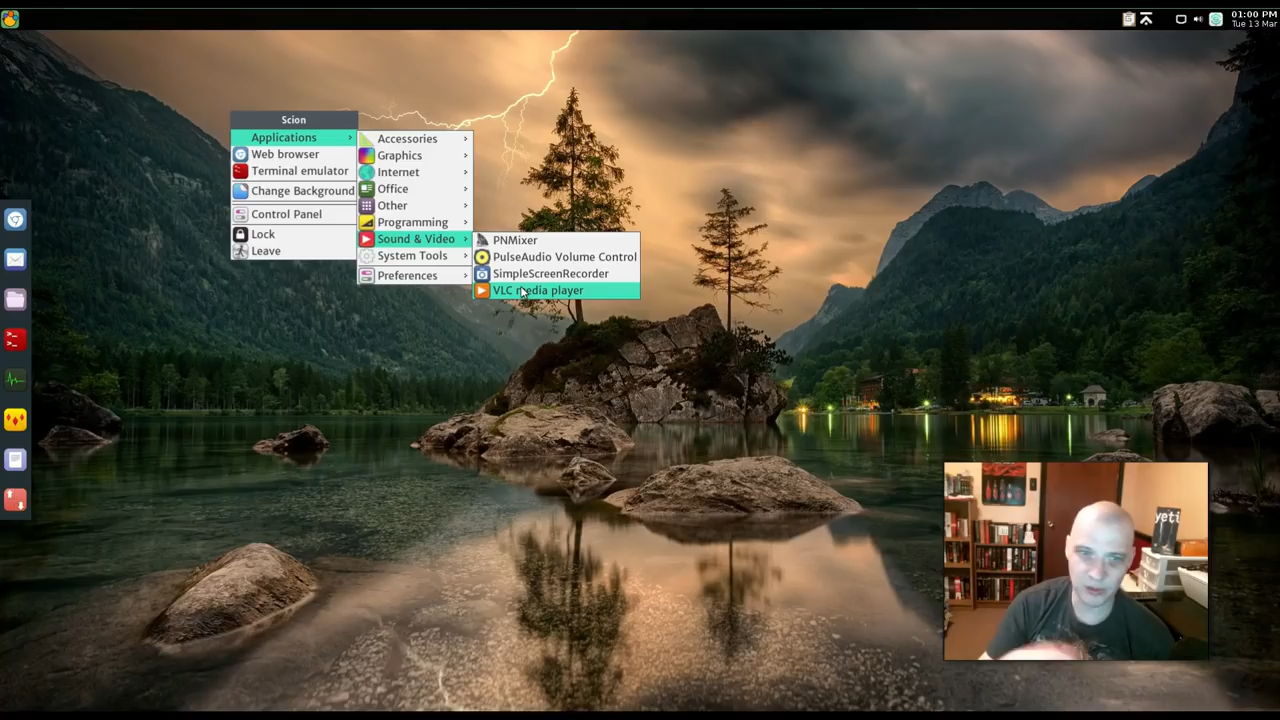 01:00 PM
Tue 13 Mar
Scion
Applications
Web browser
Terminal emulator
Change Background
Control Panel
Lock
Leave
Accessories
Graphics
Internet
Office
Other
Programming
Sound & Video
System Tools
Preferences
PNMixer
PulseAudio Volume Control
SimpleScreenRecorder
VLC media player
yeti